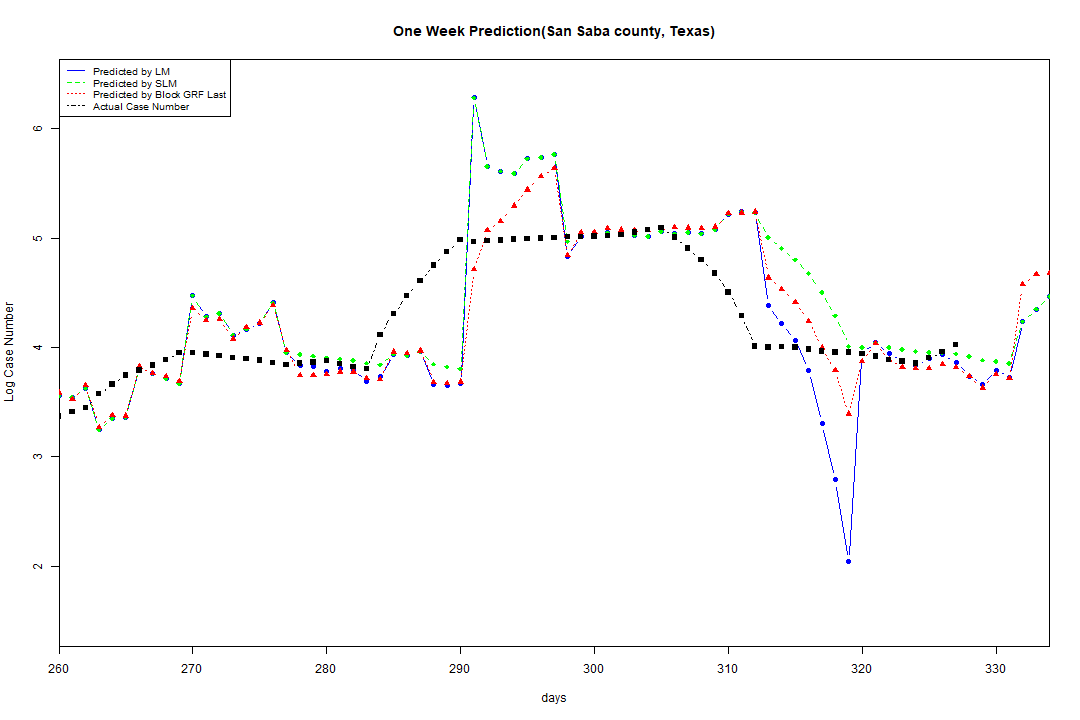 One Week Prediction(San Saba county, Texas)
Predicted by LM
Predicted by SLM
Predicted by Block GRF Last
Actual Case Number
Log Case Number
6
5
4
3
2
260 270 280 290 300 310 320 330
days